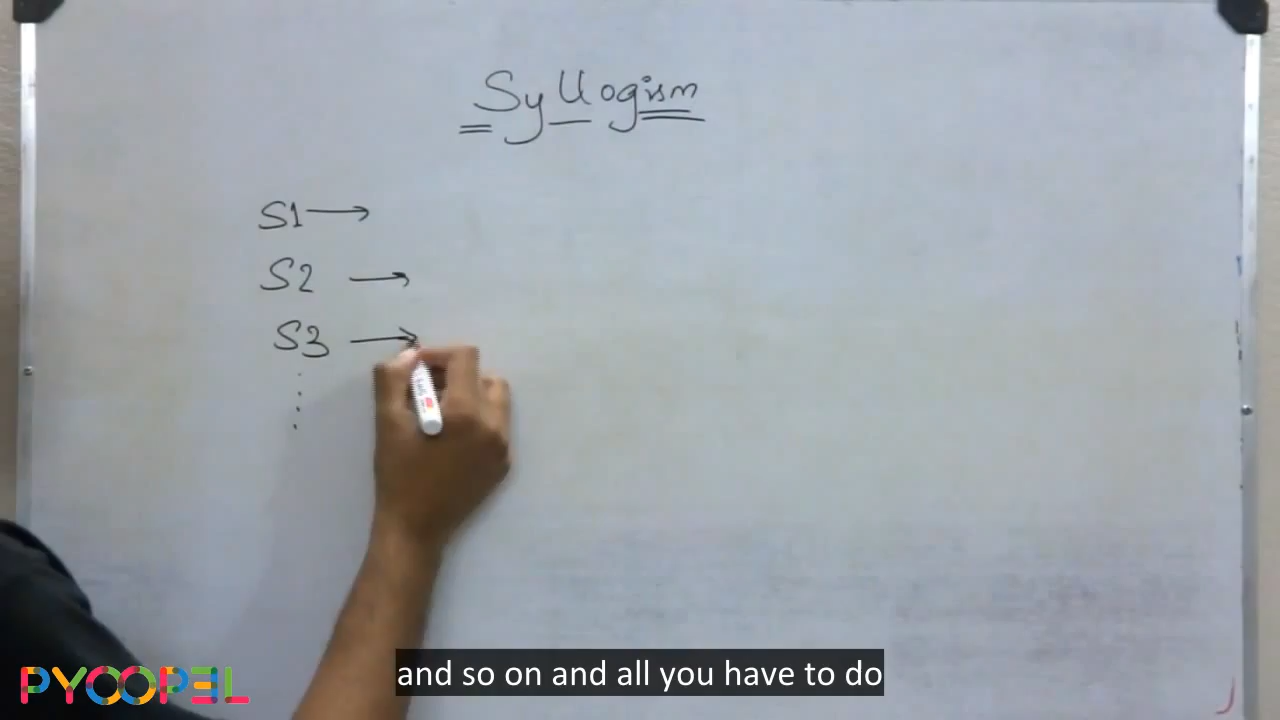 Syllogism
S1 →
S2 →
S3 →
⋮
and so on and all you have to do
PYOOPEL